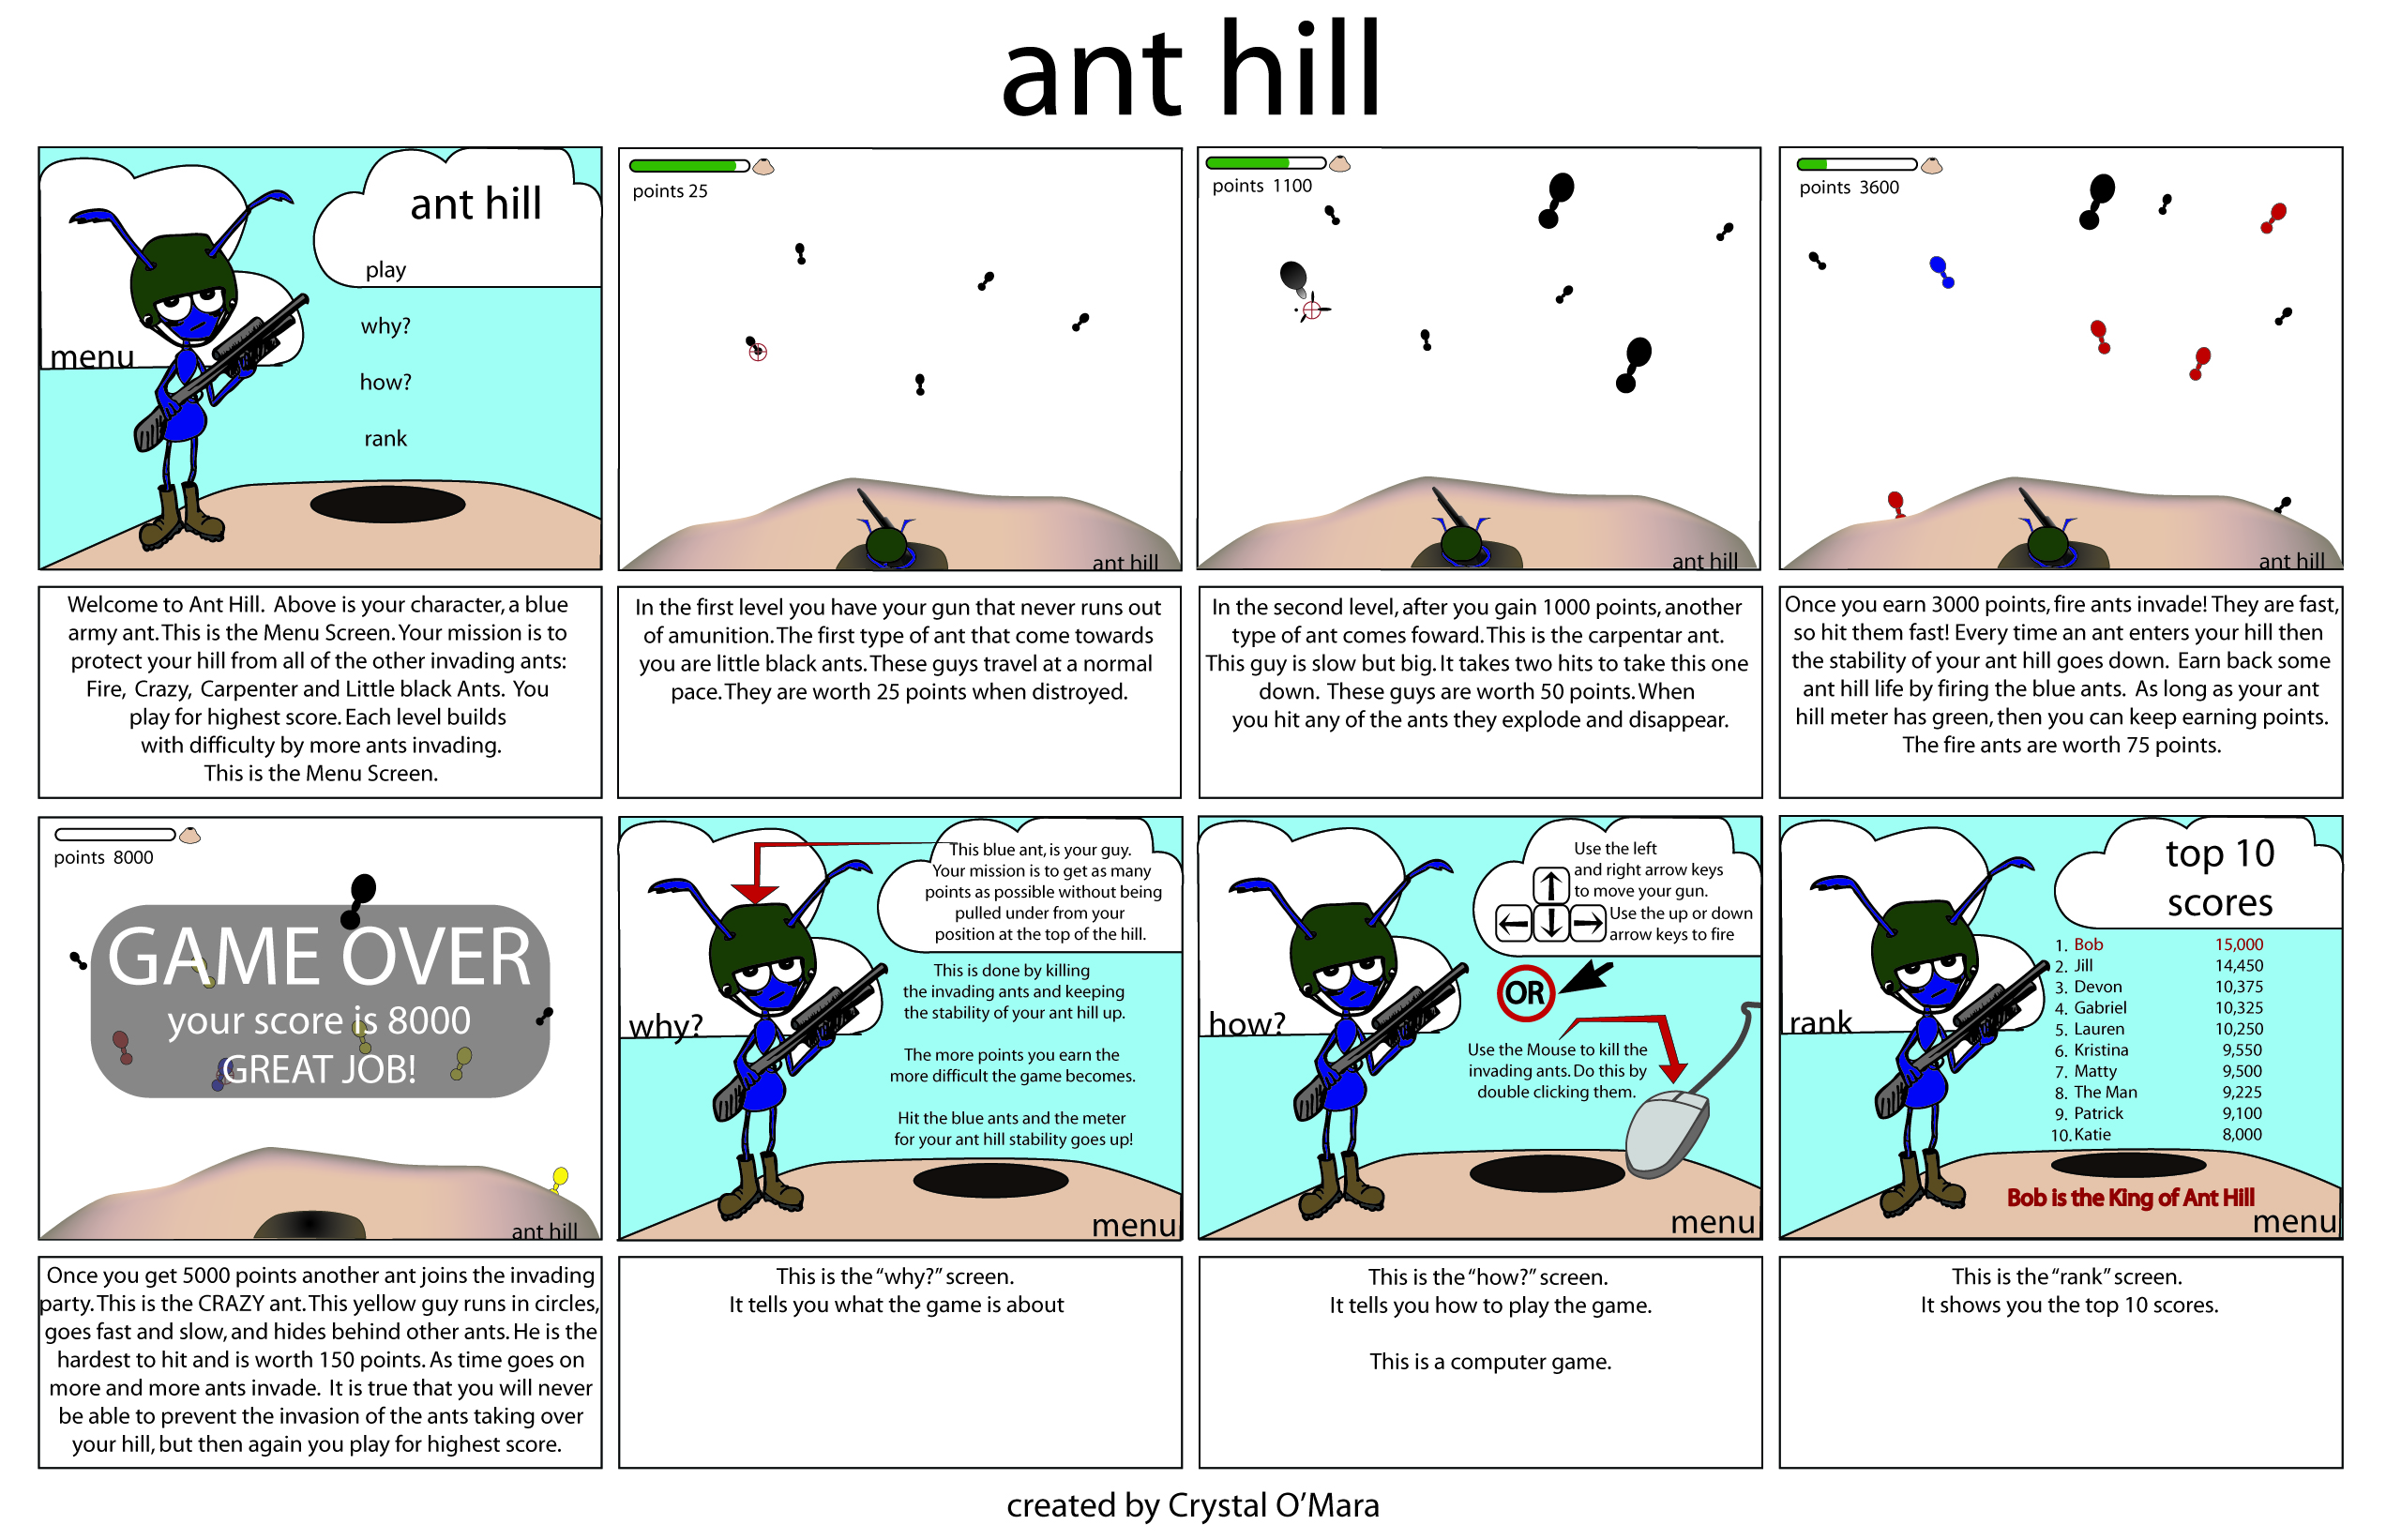 ant hill
ant hill
play
why?
menu
how?
rank
points 25
ant hill
points 1100
ant hill
points 3600
ant hill
Welcome to Ant Hill. Above is your character, a blue
army ant. This is the Menu Screen. Your mission is to
protect your hill from all of the other invading ants:
Fire, Crazy, Carpenter and Little black Ants. You
play for highest score. Each level builds
with difficulty by more ants invading.
This is the Menu Screen.
In the first level you have your gun that never runs out
of amunition. The first type of ant that come towards
you are little black ants. These guys travel at a normal
pace. They are worth 25 points when distroyed.
In the second level, after you gain 1000 points, another
type of ant comes foward. This is the carpentar ant.
This guy is slow but big. It takes two hits to take this one
down. These guys are worth 50 points. When
you hit any of the ants they explode and disappear.
Once you earn 3000 points, fire ants invade! They are fast,
so hit them fast! Every time an ant enters your hill then
the stability of your ant hill goes down. Earn back some
ant hill life by firing the blue ants. As long as your ant
hill meter has green, then you can keep earning points.
The fire ants are worth 75 points.
points 8000
GAME OVER
your score is 8000
GREAT JOB!
ant hill
This blue ant, is your guy.
Your mission is to get as many
points as possible without being
pulled under from your
position at the top of the hill.
This is done by killing
the invading ants and keeping
the stability of your ant hill up.
why?
The more points you earn the
more difficult the game becomes.
Hit the blue ants and the meter
for your ant hill stability goes up!
menu
Use the left
and right arrow keys
to move your gun.
Use the up or down
arrow keys to fire
OR
how?
Use the Mouse to kill the
invading ants. Do this by
double clicking them.
menu
top 10
scores
1. Bob 15,000
2. Jill 14,450
3. Devon 10,375
4. Gabriel 10,325
rank
5. Lauren 10,250
6. Kristina 9,550
7. Matty 9,500
8. The Man 9,225
9. Patrick 9,100
10. Katie 8,000
Bob is the King of Ant Hill
menu
Once you get 5000 points another ant joins the invading
party. This is the CRAZY ant. This yellow guy runs in circles,
goes fast and slow, and hides behind other ants. He is the
hardest to hit and is worth 150 points. As time goes on
more and more ants invade. It is true that you will never
be able to prevent the invasion of the ants taking over
your hill, but then again you play for highest score.
This is the “why?” screen.
It tells you what the game is about
This is the “how?” screen.
It tells you how to play the game.
This is a computer game.
This is the “rank” screen.
It shows you the top 10 scores.
created by Crystal O’Mara